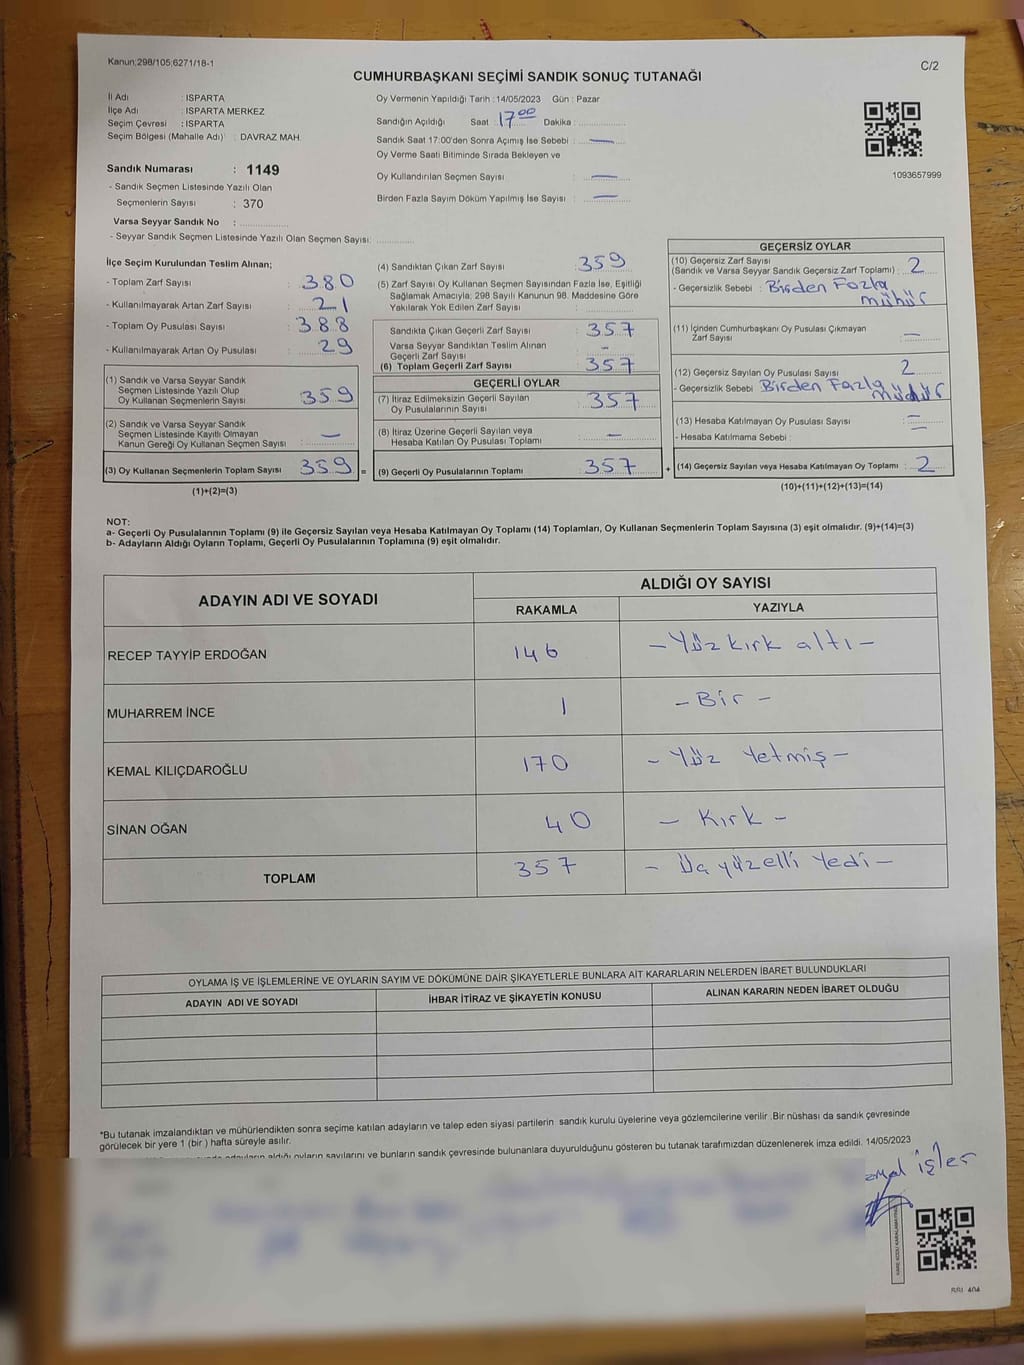 Kanun;298/105;6271/18-1
C/2
CUMHURBAŞKANI SEÇİMİ SANDIK SONUÇ TUTANAĞI
İl Adı : ISPARTA
İlçe Adı : ISPARTA MERKEZ
Seçim Çevresi : ISPARTA
Seçim Bölgesi (Mahalle Adı) : DAVRAZ MAH.
Sandık Numarası : 1149
- Sandık Seçmen Listesinde Yazılı Olan
Seçmenlerin Sayısı : 370
Varsa Seyyar Sandık No :
- Seyyar Sandık Seçmen Listesinde Yazılı Olan Seçmen Sayısı:
Oy Vermenin Yapıldığı Tarih : 14/05/2023 Gün : Pazar
Sandığın Açıldığı Saat : 17 00 Dakika :
Sandık Saat 17:00'den Sonra Açımış İse Sebebi : —
Oy Verme Saati Bitiminde Sırada Bekleyen ve
Oy Kullandırılan Seçmen Sayısı : —
Birden Fazla Sayım Döküm Yapılmış İse Sayısı : —
1093657999
İlçe Seçim Kurulundan Teslim Alınan;
- Toplam Zarf Sayısı : 380
- Kullanılmayarak Artan Zarf Sayısı : 21
- Toplam Oy Pusulası Sayısı : 388
- Kullanılmayarak Artan Oy Pusulası : 29
(1) Sandık ve Varsa Seyyar Sandık
Seçmen Listesinde Yazılı Olup
Oy Kullanan Seçmenlerin Sayısı : 359
(2) Sandık ve Varsa Seyyar Sandık
Seçmen Listesinde Kayıtlı Olmayan
Kanun Gereği Oy Kullanan Seçmen Sayısı : —
(3) Oy Kullanan Seçmenlerin Toplam Sayısı : 359 =
(1)+(2)=(3)
(4) Sandıktan Çıkan Zarf Sayısı : 359
(5) Zarf Sayısı Oy Kullanan Seçmen Sayısından Fazla İse, Eşitliği
Sağlamak Amacıyla; 298 Sayılı Kanunun 98. Maddesine Göre
Yakılarak Yok Edilen Zarf Sayısı :
Sandıkta Çıkan Geçerli Zarf Sayısı : 357
Varsa Seyyar Sandıktan Teslim Alınan
Geçerli Zarf Sayısı : -
(6) Toplam Geçerli Zarf Sayısı : 357
GEÇERLİ OYLAR
(7) İtiraz Edilmeksizin Geçerli Sayılan
Oy Pusulalarının Sayısı : 357
(8) İtiraz Üzerine Geçerli Sayılan veya
Hesaba Katılan Oy Pusulası Toplamı : —
(9) Geçerli Oy Pusulalarının Toplamı : 357 +
GEÇERSİZ OYLAR
(10) Geçersiz Zarf Sayısı
(Sandık ve Varsa Seyyar Sandık Geçersiz Zarf Toplamı) : 2
- Geçersizlik Sebebi : Birden Fazla
mühür
(11) İçinden Cumhurbaşkanı Oy Pusulası Çıkmayan
Zarf Sayısı : —
(12) Geçersiz Sayılan Oy Pusulası Sayısı : 2
- Geçersizlik Sebebi : Birden Fazla
mühür
(13) Hesaba Katılmayan Oy Pusulası Sayısı : —
- Hesaba Katılmama Sebebi : —
(14) Geçersiz Sayılan veya Hesaba Katılmayan Oy Toplamı : 2
(10)+(11)+(12)+(13)=(14)
NOT:
a- Geçerli Oy Pusulalarının Toplamı (9) ile Geçersiz Sayılan veya Hesaba Katılmayan Oy Toplamı (14) Toplamları, Oy Kullanan Seçmenlerin Toplam Sayısına (3) eşit olmalıdır. (9)+(14)=(3)
b- Adayların Aldığı Oyların Toplamı, Geçerli Oy Pusulalarının Toplamına (9) eşit olmalıdır.
ADAYIN ADI VE SOYADI
ALDIĞI OY SAYISI
RAKAMLA YAZIYLA
RECEP TAYYİP ERDOĞAN 146 - Yüz kırk altı -
MUHARREM İNCE 1 - Bir -
KEMAL KILIÇDAROĞLU 170 - Yüz Yetmiş -
SİNAN OĞAN 40 - Kırk -
TOPLAM 357 - Üç yüzelli Yedi -
OYLAMA İŞ VE İŞLEMLERİNE VE OYLARIN SAYIM VE DÖKÜMÜNE DAİR ŞİKAYETLERLE BUNLARA AİT KARARLARIN NELERDEN İBARET BULUNDUKLARI
ADAYIN ADI VE SOYADI İHBAR İTİRAZ VE ŞİKAYETİN KONUSU ALINAN KARARIN NEDEN İBARET OLDUĞU
*Bu tutanak imzalandıktan ve mühürlendikten sonra seçime katılan adayların ve talep eden siyasi partilerin sandık kurulu üyelerine veya gözlemcilerine verilir .Bir nüshası da sandık çevresinde
görülecek bir yere 1 (bir ) hafta süreyle asılır.
adayların aldığı oyların sayılarını ve bunların sandık çevresinde bulunanlara duyurulduğunu gösteren bu tutanak tarafımızdan düzenlenerek imza edildi. 14/05/2023
işler